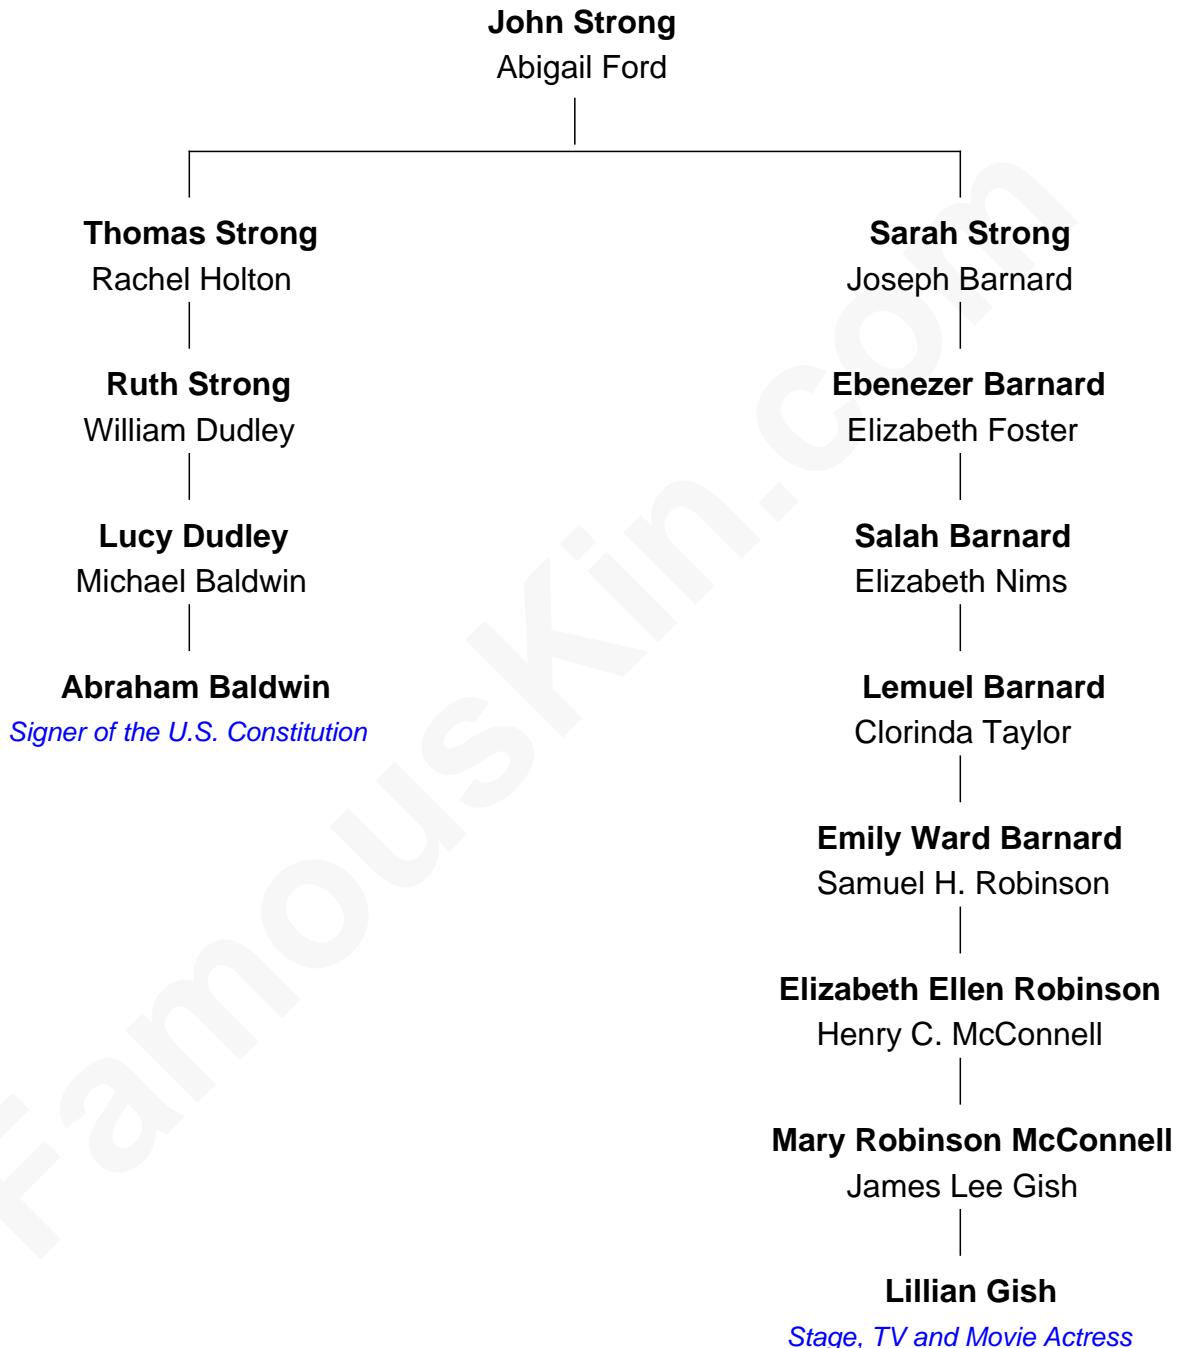 John Strong
Abigail Ford
Thomas Strong
Rachel Holton
Ruth Strong
William Dudley
Lucy Dudley
Michael Baldwin
Abraham Baldwin
Signer of the U.S. Constitution
Sarah Strong
Joseph Barnard
Ebenezer Barnard
Elizabeth Foster
Salah Barnard
Elizabeth Nims
Lemuel Barnard
Clorinda Taylor
Emily Ward Barnard
Samuel H. Robinson
Elizabeth Ellen Robinson
Henry C. McConnell
Mary Robinson McConnell
James Lee Gish
Lillian Gish
Stage, TV and Movie Actress
FamousKin.com